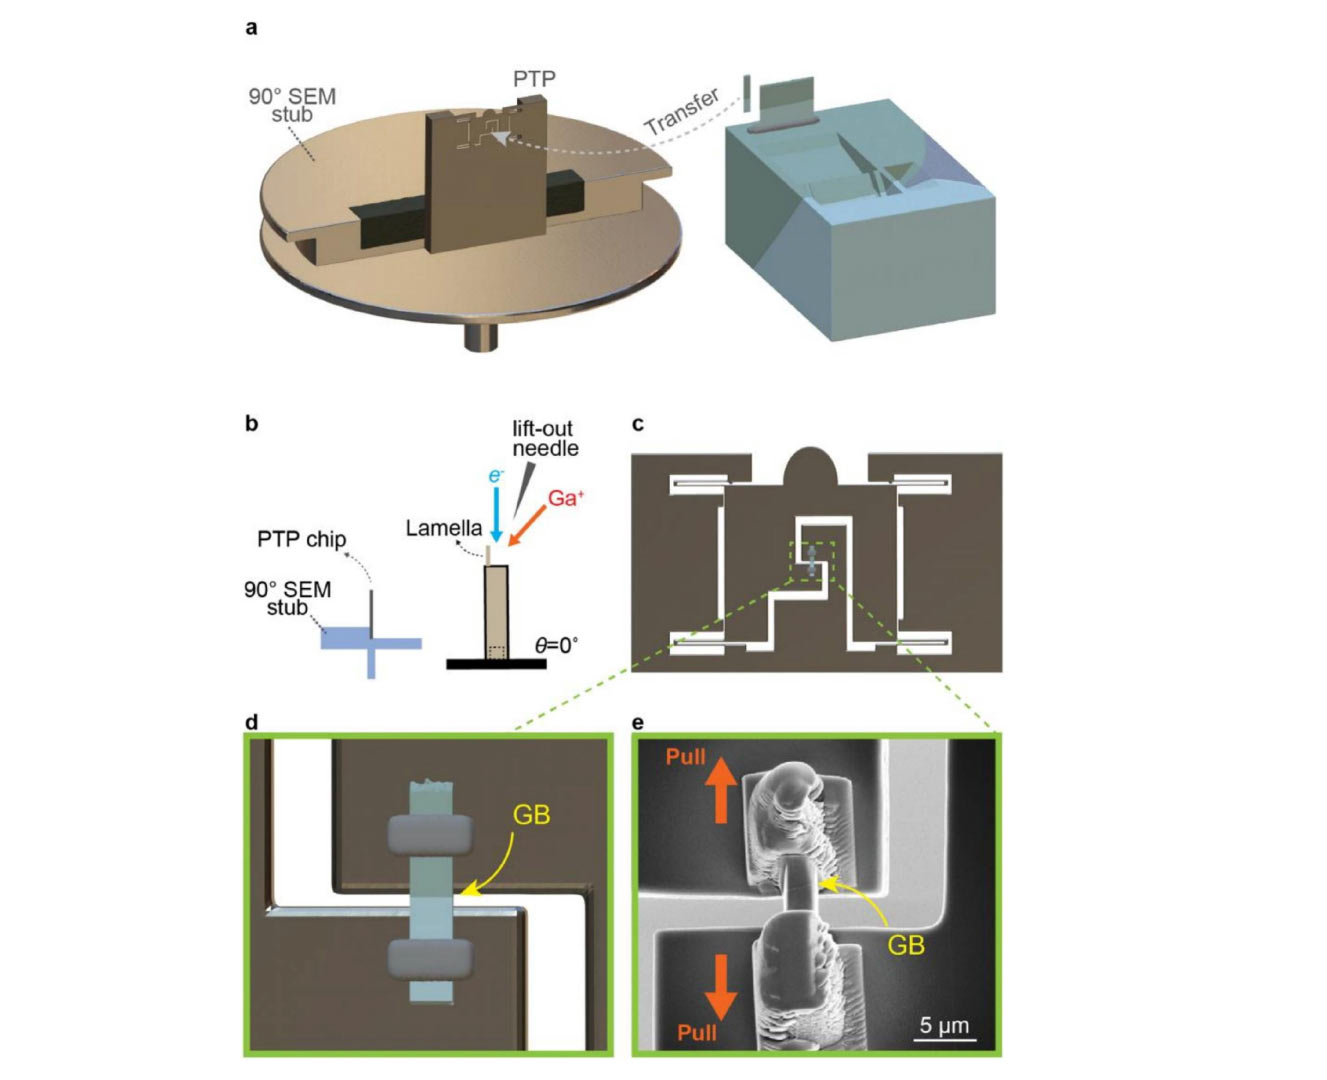 a
PTP
90° SEM
stub
Transfer
b
lift-out
needle
e⁻
Ga⁺
Lamella
PTP chip
90° SEM
stub
θ=0°
c
d
GB
e
Pull
GB
Pull
5 µm